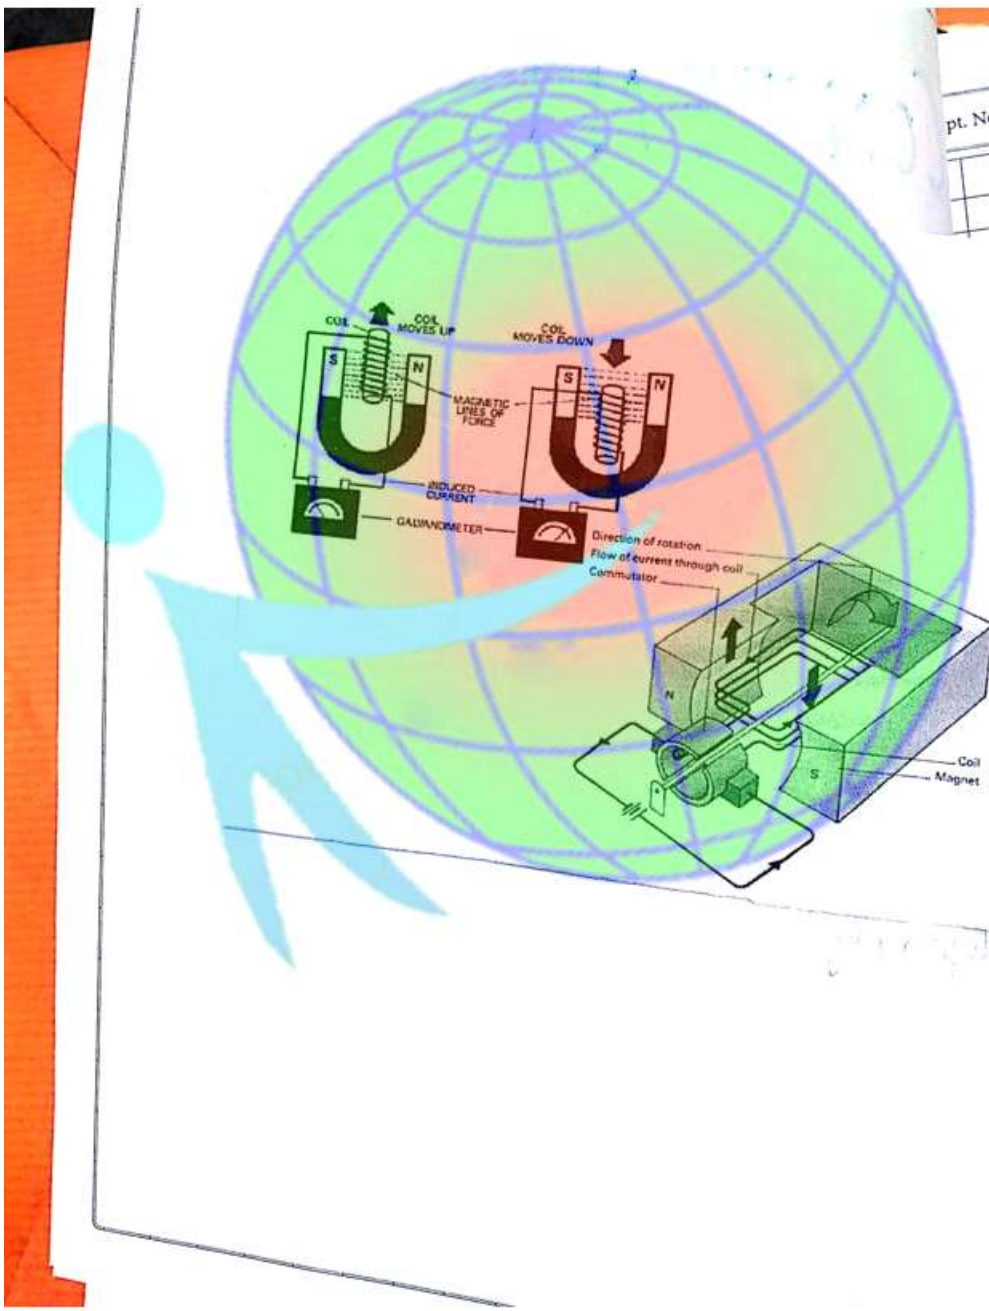 pt. N
COIL
COIL
MOVES UP
COIL
MOVES DOWN
S
N
S
N
MAGNETIC
LINES OF
FORCE
INDUCED
CURRENT
GALVANOMETER
Direction of rotatron
Flow of current through coil
Commutator
N
S
Coil
Magnet